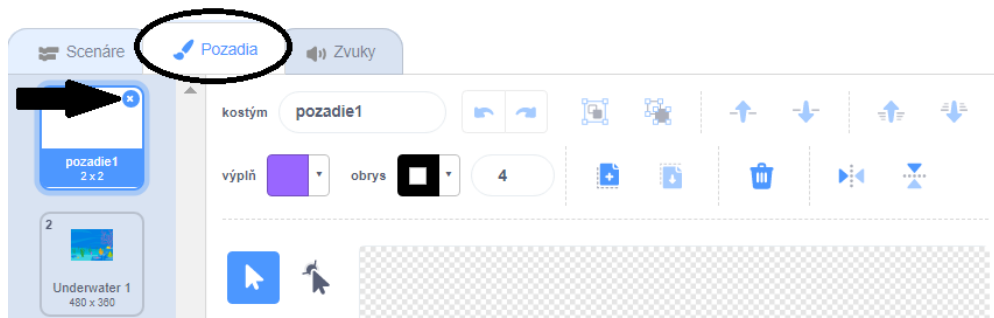 Scenáre
Pozadia
Zvuky
pozadie1
2 x 2
2
Underwater 1
480 x 360
kostým pozadie1
výplň obrys 4